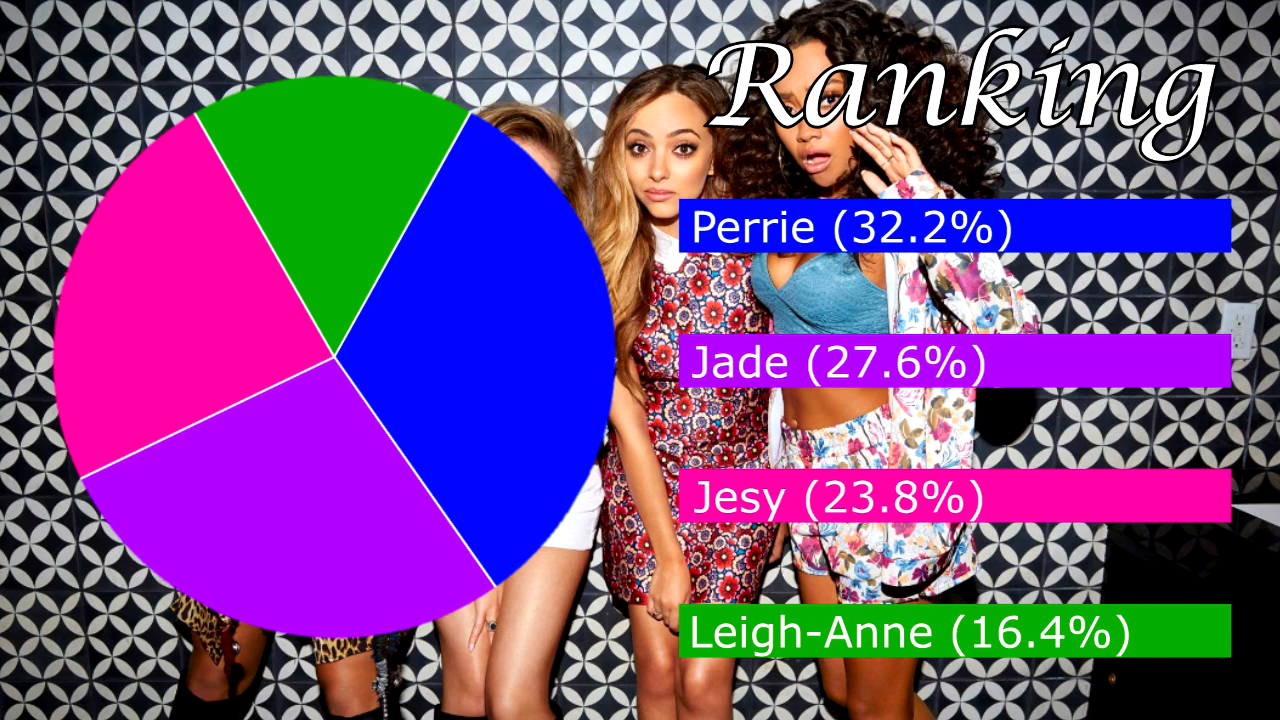 Ranking
Perrie (32.2%)
Jade (27.6%)
Jesy (23.8%)
Leigh-Anne (16.4%)